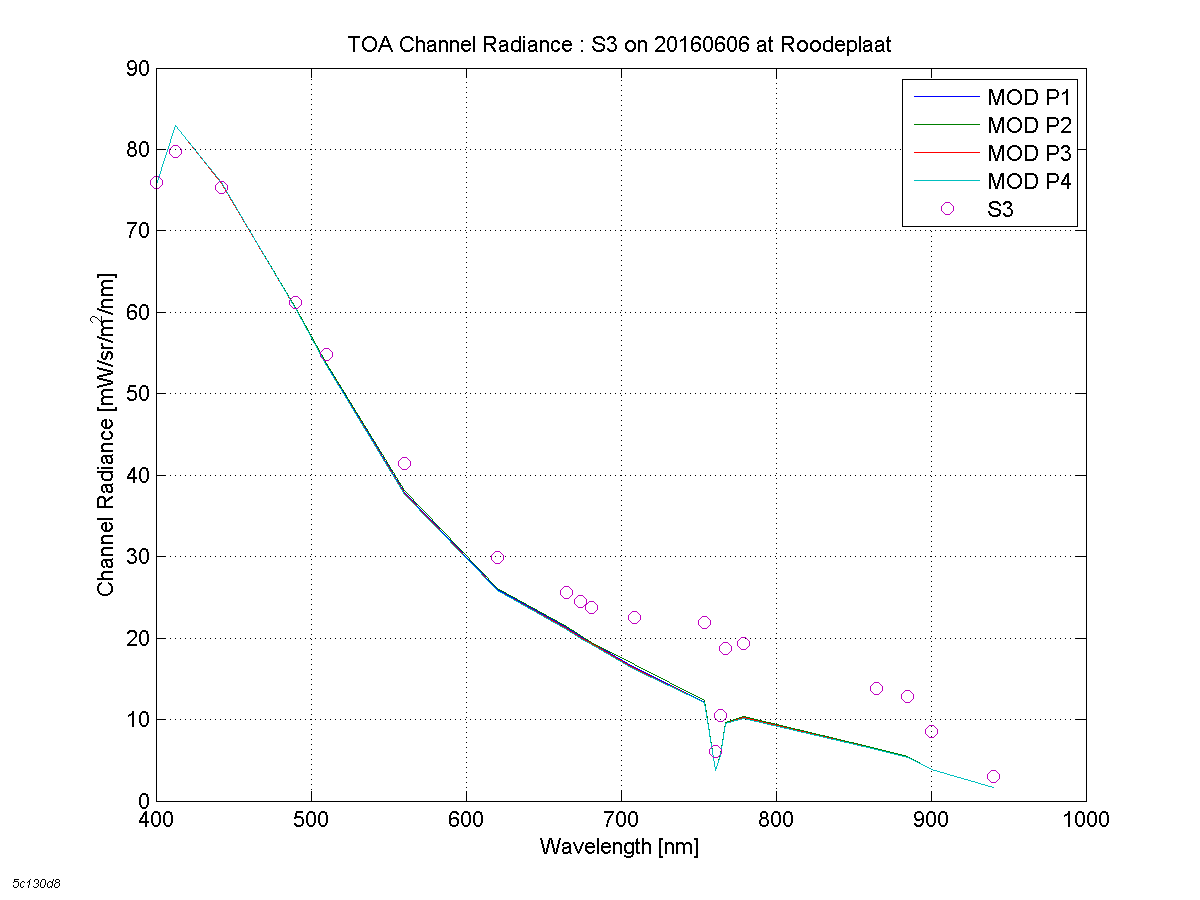 TOA Channel Radiance : S3 on 20160606 at Roodeplaat
MOD P1
MOD P2
MOD P3
MOD P4
S3
Channel Radiance [mW/sr/m²/nm]
90
80
70
60
50
40
30
20
10
0
400 500 600 700 800 900 1000
Wavelength [nm]
5c130d8